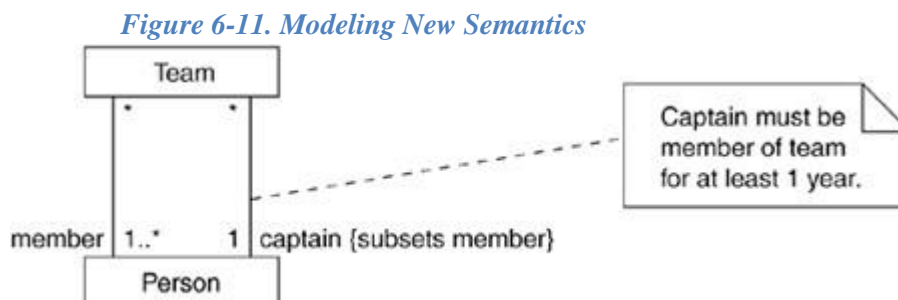 Figure 6-11. Modeling New Semantics
Team
* *
Captain must be
member of team
for at least 1 year.
member 1..* 1 captain {subsets member}
Person